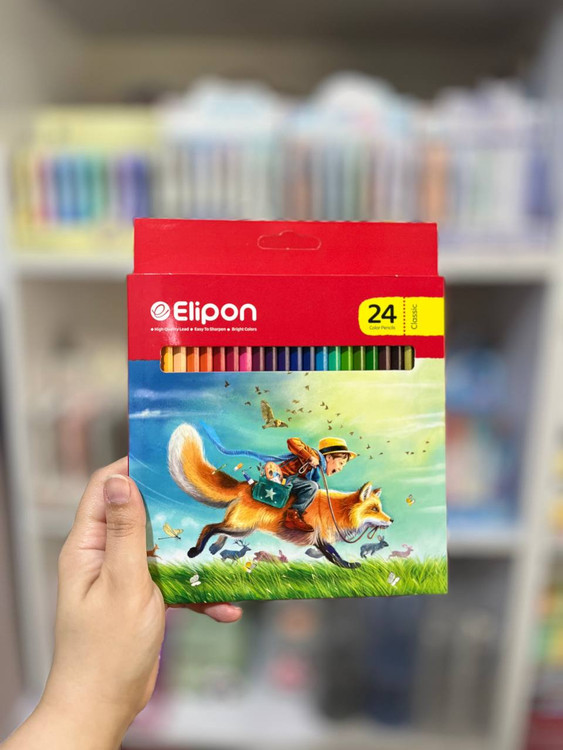 Elipon
● High Quality Lead ● Easy To Sharpen ● Bright Colors
24
Color Pencils
Classic